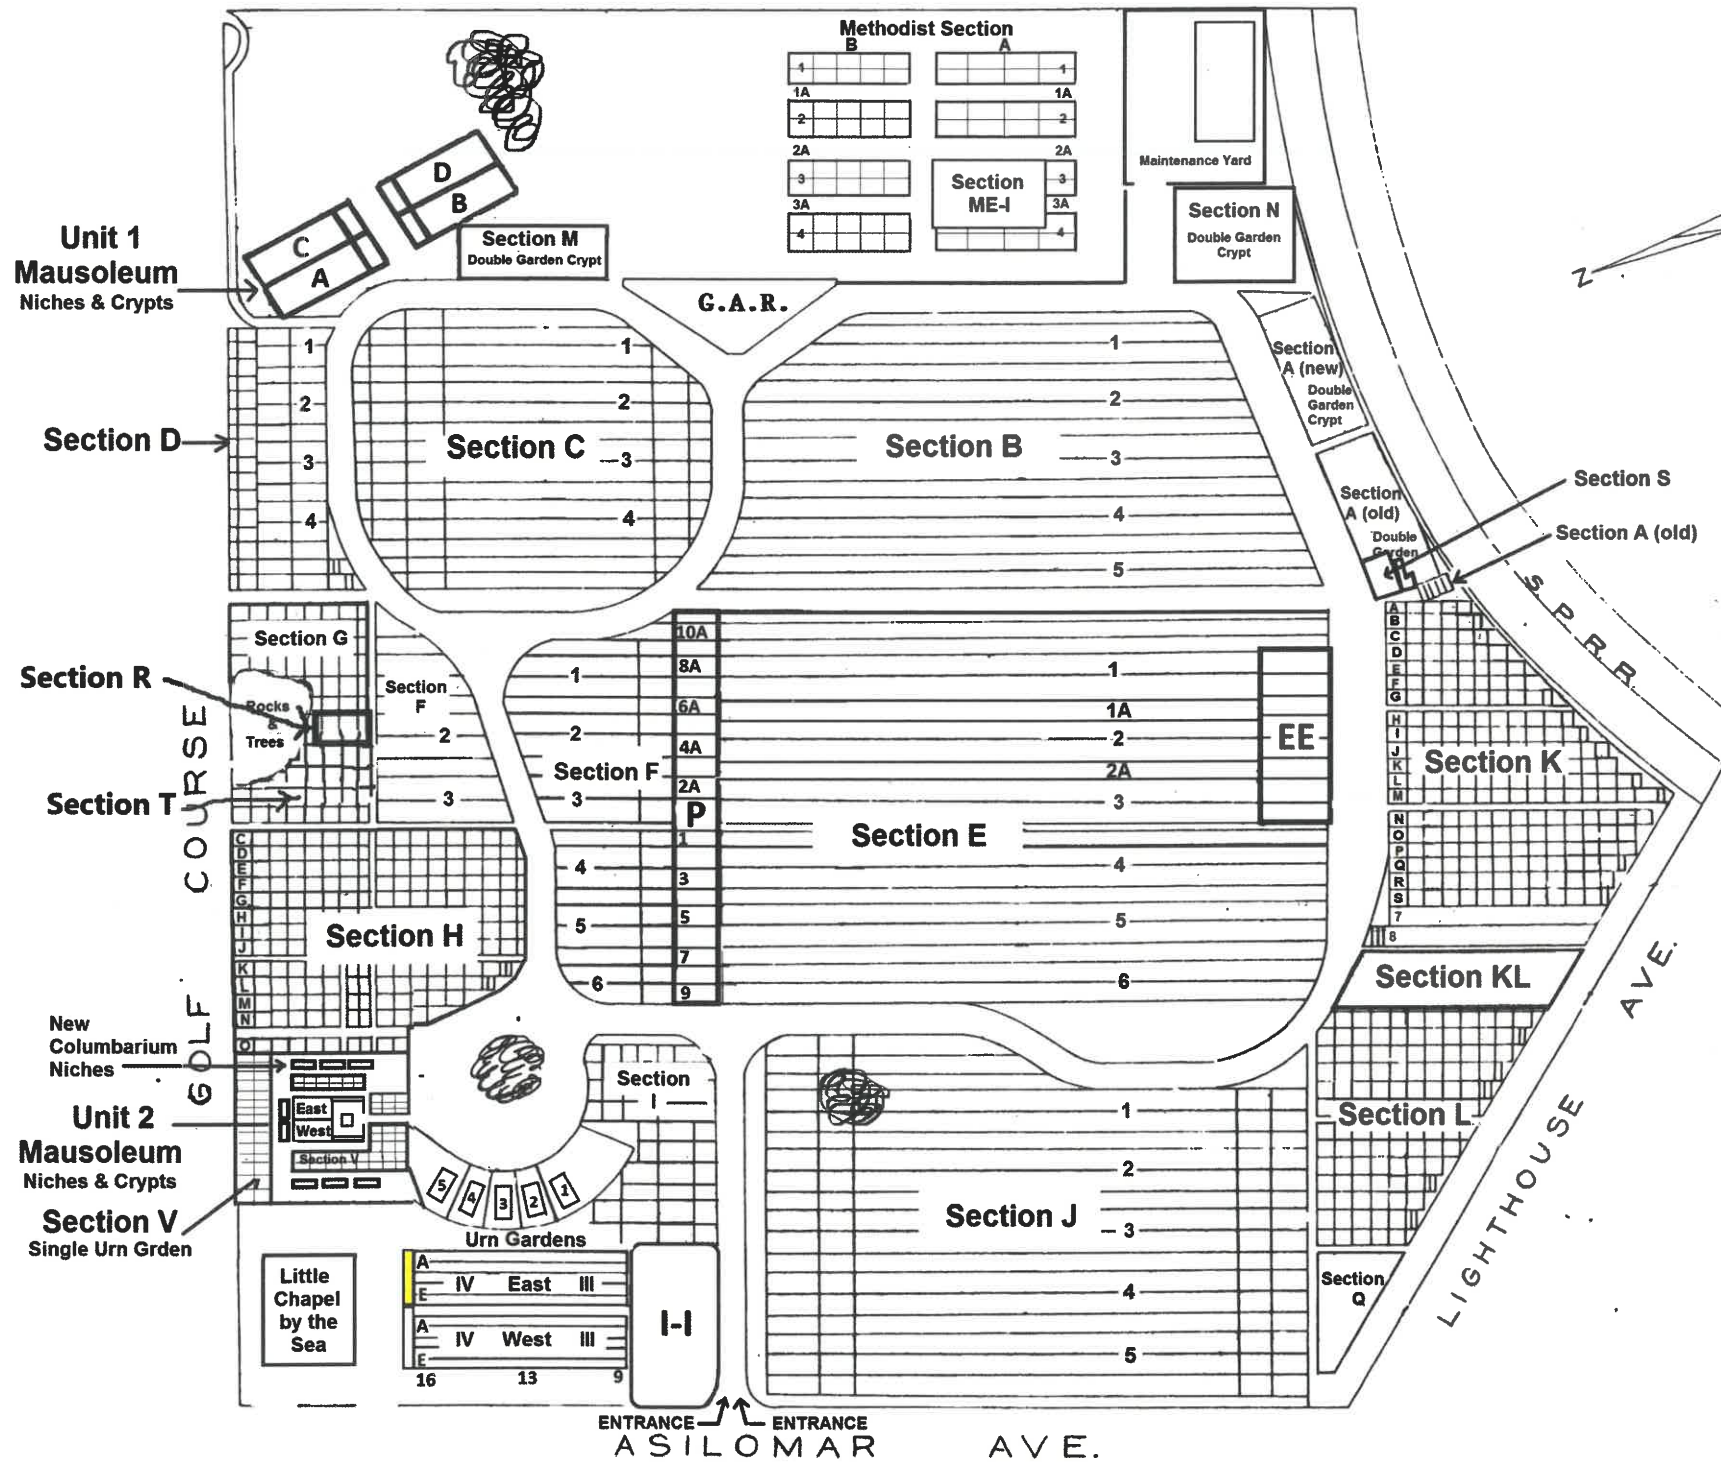 Methodist Section
B A
1 1
1A 1A
2 2
2A 2A
3 3
3A 3A
4 4
Section
ME-I
Maintenance Yard
Section N
Double Garden
Crypt
D
B
C
A
Unit 1
Mausoleum
Niches & Crypts
Section M
Double Garden Crypt
G.A.R.
Z
Section D
1
2
3
4
Section C
1
2
3
4
Section B
1
2
3
4
5
Section
A (new)
Double
Garden
Crypt
Section
A (old)
Double
Garden
Section S
Section A (old)
S. P. R. R.
Section G
Section R
Rocks
&
Trees
Section T
Section
F
2
3
1
2
Section F
3
4
5
6
10A
8A
6A
4A
2A
P
1
3
5
7
9
1
1A
2
2A
3
Section E
4
5
6
EE
A
B
C
D
E
F
G
H
I
J
K
L
M
Section K
N
O
P
Q
R
S
7
8
Section KL
GOLF COURSE
C
D
E
F
G
H
I
J
K
L
M
N
O
Section H
New
Columbarium
Niches
East
West
Section V
Unit 2
Mausoleum
Niches & Crypts
Section V
Single Urn Grden
5 4 3 2 1
Urn Gardens
Section
I
Section J
1
2
3
4
5
Section L
Section
Q
LIGHTHOUSE AVE.
Little
Chapel
by the
Sea
A
IV East III
E
A
IV West III
E
16 13 9
I-I
ENTRANCE ENTRANCE
ASILOMAR AVE.